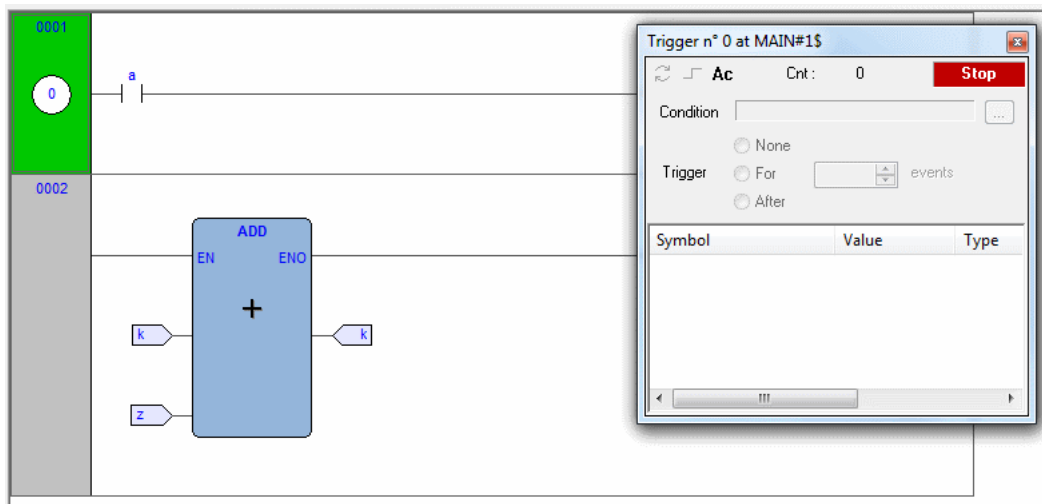 0001
0
a
0002
ADD
EN ENO
+
k k
z
Trigger n° 0 at MAIN#1$
Ac Cnt : 0 Stop
Condition ...
None
Trigger For events
After
Symbol Value Type